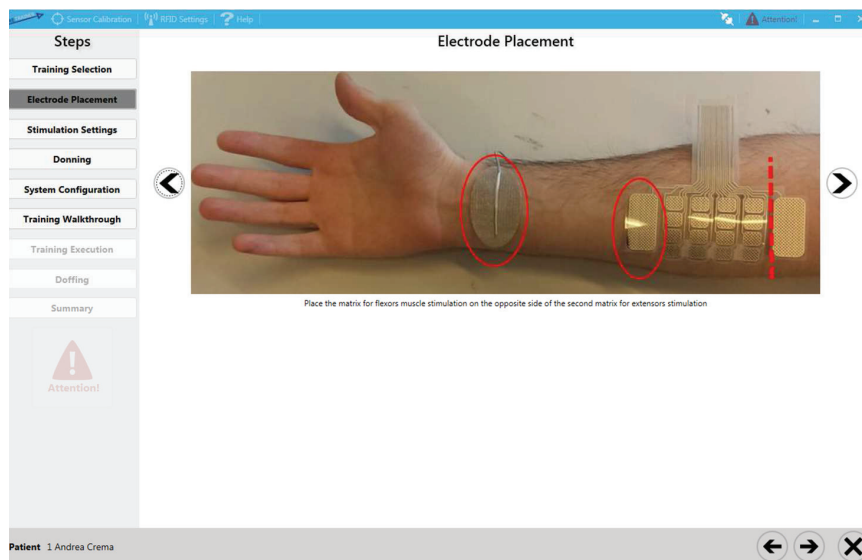 Sensor Calibration
RFID Settings
? Help
Attention!
Steps
Training Selection
Electrode Placement
Stimulation Settings
Donning
System Configuration
Training Walkthrough
Training Execution
Doffing
Summary
Attention!
Electrode Placement
Place the matrix for flexors muscle stimulation on the opposite side of the second matrix for extensors stimulation
Patient 1 Andrea Crema